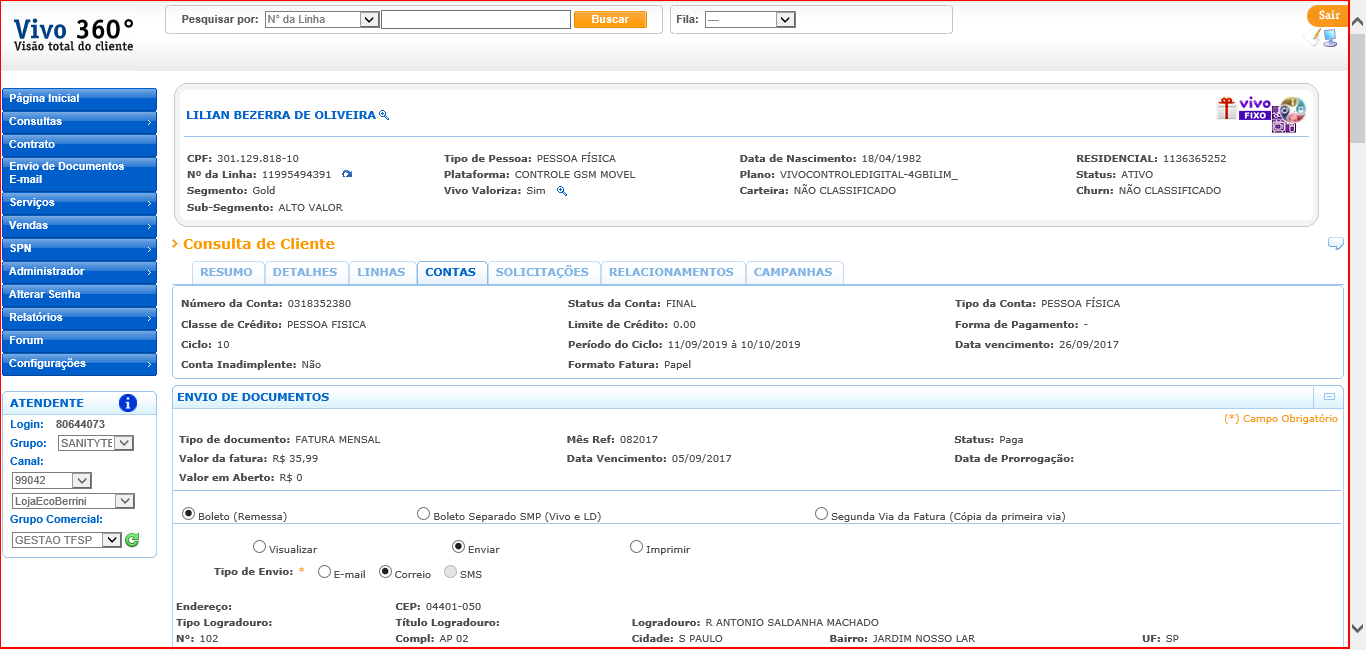 Vivo 360°
Visão total do cliente
Pesquisar por: N° da Linha Buscar Fila: --- Sair
Página Inicial
Consultas
Contrato
Envio de Documentos
E-mail
Serviços
Vendas
SPN
Administrador
Alterar Senha
Relatórios
Forum
Configurações
ATENDENTE
Login: 80644073
Grupo: SANITYTE
Canal:
99042
LojaEcoBerrini
Grupo Comercial:
GESTAO TFSP
LILIAN BEZERRA DE OLIVEIRA
vivo
FIXO
CPF: 301.129.818-10 Tipo de Pessoa: PESSOA FÍSICA Data de Nascimento: 18/04/1982 RESIDENCIAL: 1136365252
Nº da Linha: 11995494391 Plataforma: CONTROLE GSM MOVEL Plano: VIVOCONTROLEDIGITAL-4GBILIM_ Status: ATIVO
Segmento: Gold Vivo Valoriza: Sim Carteira: NÃO CLASSIFICADO Churn: NÃO CLASSIFICADO
Sub-Segmento: ALTO VALOR
Consulta de Cliente
RESUMO DETALHES LINHAS CONTAS SOLICITAÇÕES RELACIONAMENTOS CAMPANHAS
Número da Conta: 0318352380 Status da Conta: FINAL Tipo da Conta: PESSOA FÍSICA
Classe de Crédito: PESSOA FISICA Limite de Crédito: 0.00 Forma de Pagamento: -
Ciclo: 10 Período do Ciclo: 11/09/2019 à 10/10/2019 Data vencimento: 26/09/2017
Conta Inadimplente: Não Formato Fatura: Papel
ENVIO DE DOCUMENTOS
(*) Campo Obrigatório
Tipo de documento: FATURA MENSAL Mês Ref: 082017 Status: Paga
Valor da fatura: R$ 35,99 Data Vencimento: 05/09/2017 Data de Prorrogação:
Valor em Aberto: R$ 0
Boleto (Remessa) Boleto Separado SMP (Vivo e LD) Segunda Via da Fatura (Cópia da primeira via)
Visualizar Enviar Imprimir
Tipo de Envio: * E-mail Correio SMS
Endereço: CEP: 04401-050
Tipo Logradouro: Título Logradouro: Logradouro: R ANTONIO SALDANHA MACHADO
N°: 102 Compl: AP 02 Cidade: S PAULO Bairro: JARDIM NOSSO LAR UF: SP